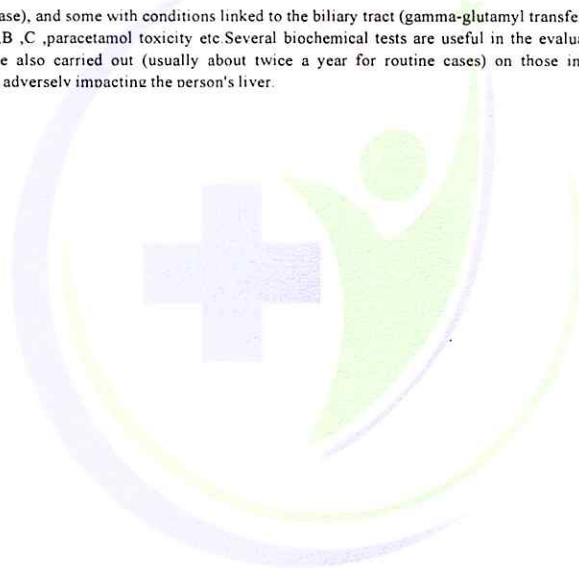 ase), and some with conditions linked to the biliary tract (gamma-glutamyl transfe
,B ,C ,paracetamol toxicity etc.Several biochemical tests are useful in the evalua
e also carried out (usually about twice a year for routine cases) on those in
adversely impacting the person's liver.